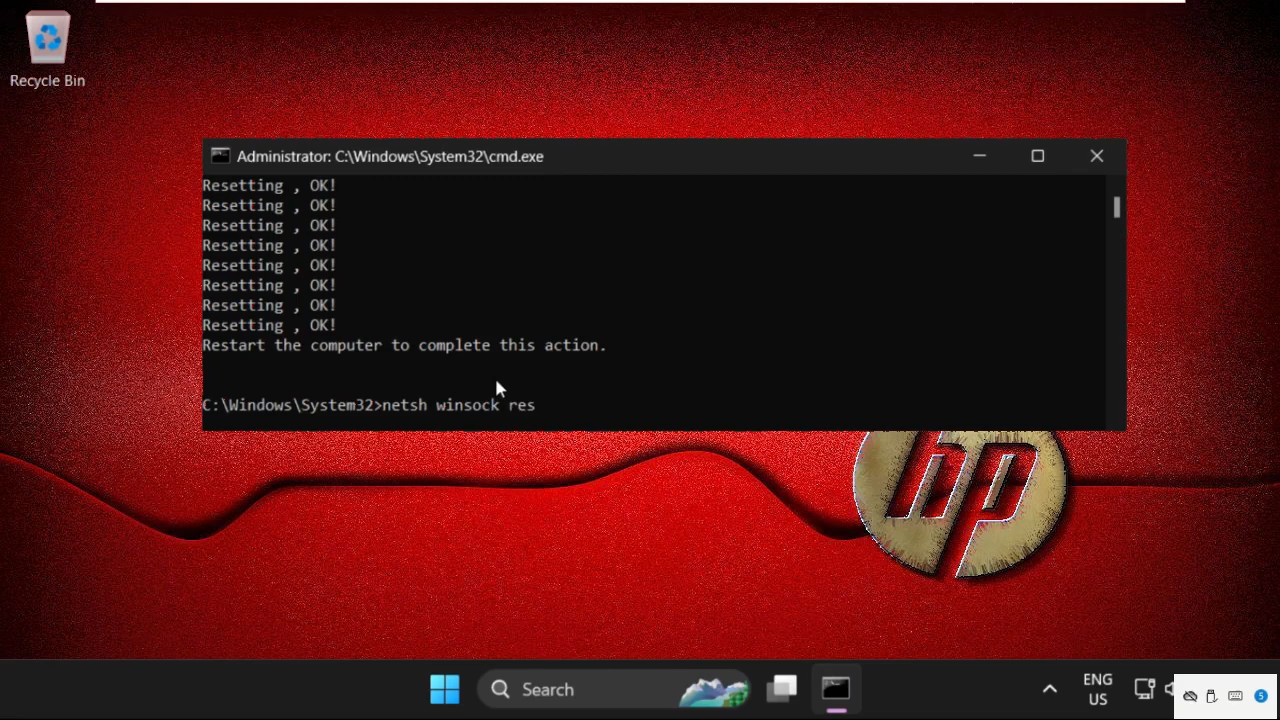 Recycle Bin
Administrator: C:\Windows\System32\cmd.exe
Resetting , OK!
Resetting , OK!
Resetting , OK!
Resetting , OK!
Resetting , OK!
Resetting , OK!
Resetting , OK!
Resetting , OK!
Restart the computer to complete this action.
C:\Windows\System32>netsh winsock res
hp
Search
ENG
US
5